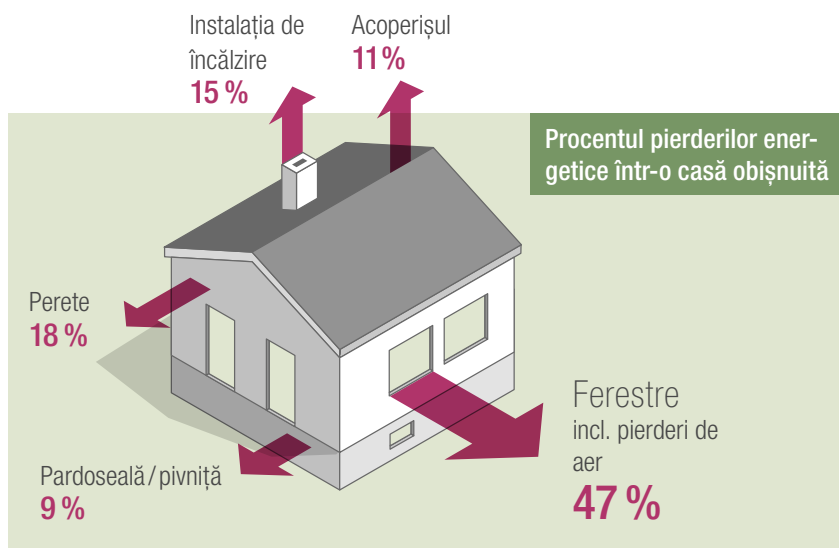 Instalația de
încălzire
15 %
Acoperișul
11 %
Procentul pierderilor ener-
getice într-o casă obișnuită
Perete
18 %
Ferestre
incl. pierderi de
aer
47 %
Pardoseală / pivniță
9 %